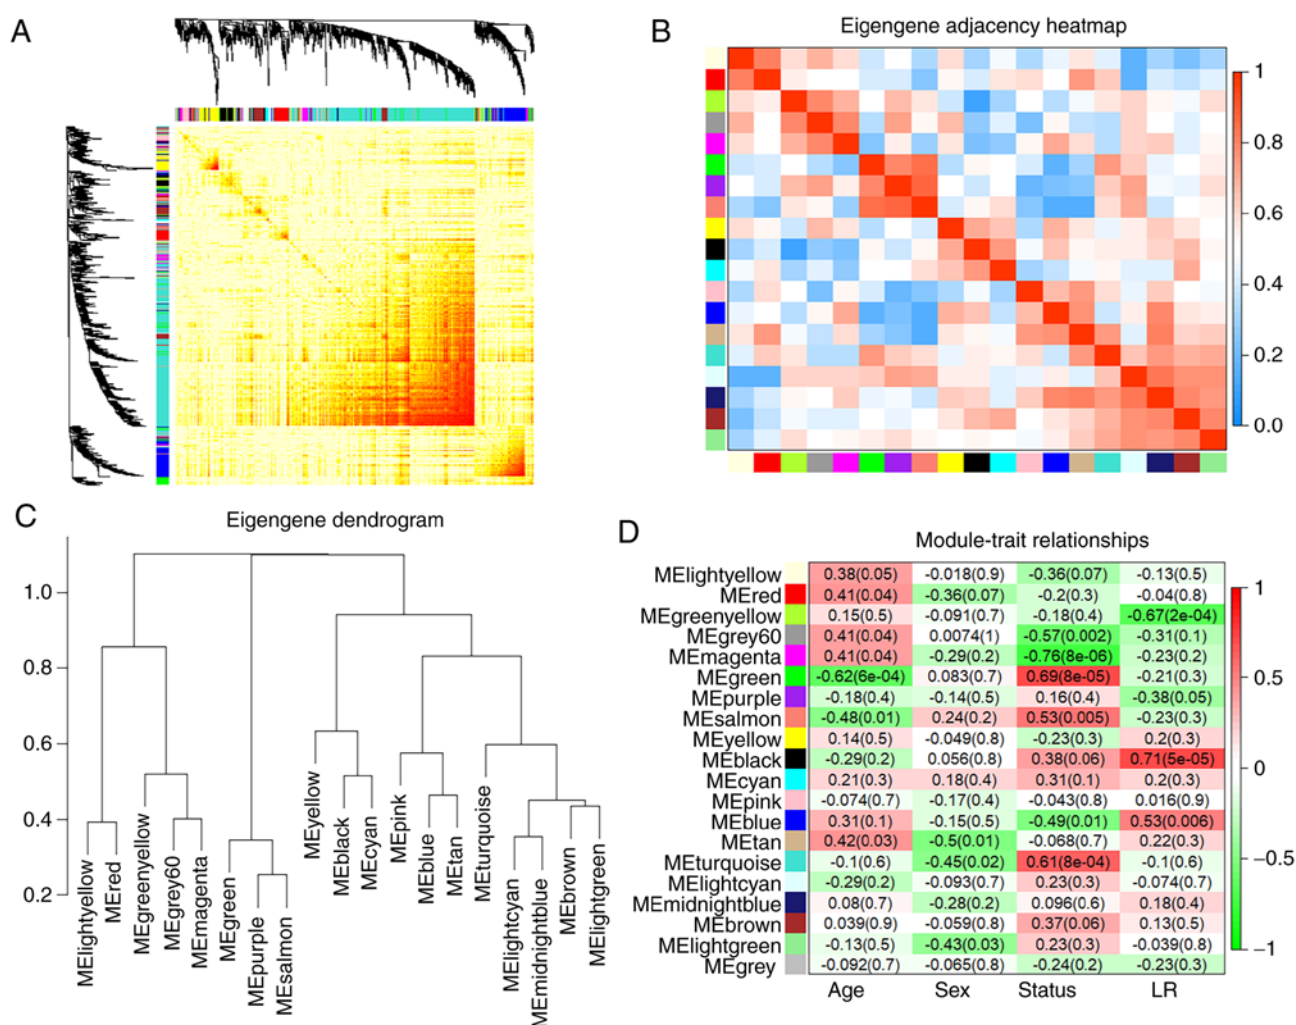 A
B
Eigengene adjacency heatmap
1
0.8
0.6
0.4
0.2
0.0
C
Eigengene dendrogram
1.0
0.8
0.6
0.4
0.2
MElightyellow
MEred
MEgreenyellow
MEgrey60
MEmagenta
MEgreen
MEpurple
MEsalmon
MEyellow
MEblack
MEcyan
MEpink
MEblue
MEtan
MEturquoise
MElightcyan
MEmidnightblue
MEbrown
MElightgreen
D
Module-trait relationships
MElightyellow 0.38(0.05) -0.018(0.9) -0.36(0.07) -0.13(0.5)
MEred 0.41(0.04) -0.36(0.07) -0.2(0.3) -0.04(0.8)
MEgreenyellow 0.15(0.5) -0.091(0.7) -0.18(0.4) -0.67(2e-04)
MEgrey60 0.41(0.04) 0.0074(1) -0.57(0.002) -0.31(0.1)
MEmagenta 0.41(0.04) -0.29(0.2) -0.76(8e-06) -0.23(0.2)
MEgreen -0.62(6e-04) 0.083(0.7) 0.69(8e-05) -0.21(0.3)
MEpurple -0.18(0.4) -0.14(0.5) 0.16(0.4) -0.38(0.05)
MEsalmon -0.48(0.01) 0.24(0.2) 0.53(0.005) -0.23(0.3)
MEyellow 0.14(0.5) -0.049(0.8) -0.23(0.3) 0.2(0.3)
MEblack -0.29(0.2) 0.056(0.8) 0.38(0.06) 0.71(5e-05)
MEcyan 0.21(0.3) 0.18(0.4) 0.31(0.1) 0.2(0.3)
MEpink -0.074(0.7) -0.17(0.4) -0.043(0.8) 0.016(0.9)
MEblue 0.31(0.1) -0.15(0.5) -0.49(0.01) 0.53(0.006)
MEtan 0.42(0.03) -0.5(0.01) -0.068(0.7) 0.22(0.3)
MEturquoise -0.1(0.6) -0.45(0.02) 0.61(8e-04) -0.1(0.6)
MElightcyan -0.29(0.2) -0.093(0.7) 0.23(0.3) -0.074(0.7)
MEmidnightblue 0.08(0.7) -0.28(0.2) 0.096(0.6) 0.18(0.4)
MEbrown 0.039(0.9) -0.059(0.8) 0.37(0.06) 0.13(0.5)
MElightgreen -0.13(0.5) -0.43(0.03) 0.23(0.3) -0.039(0.8)
MEgrey -0.092(0.7) -0.065(0.8) -0.24(0.2) -0.23(0.3)
Age Sex Status LR
1
0.5
0
−0.5
−1